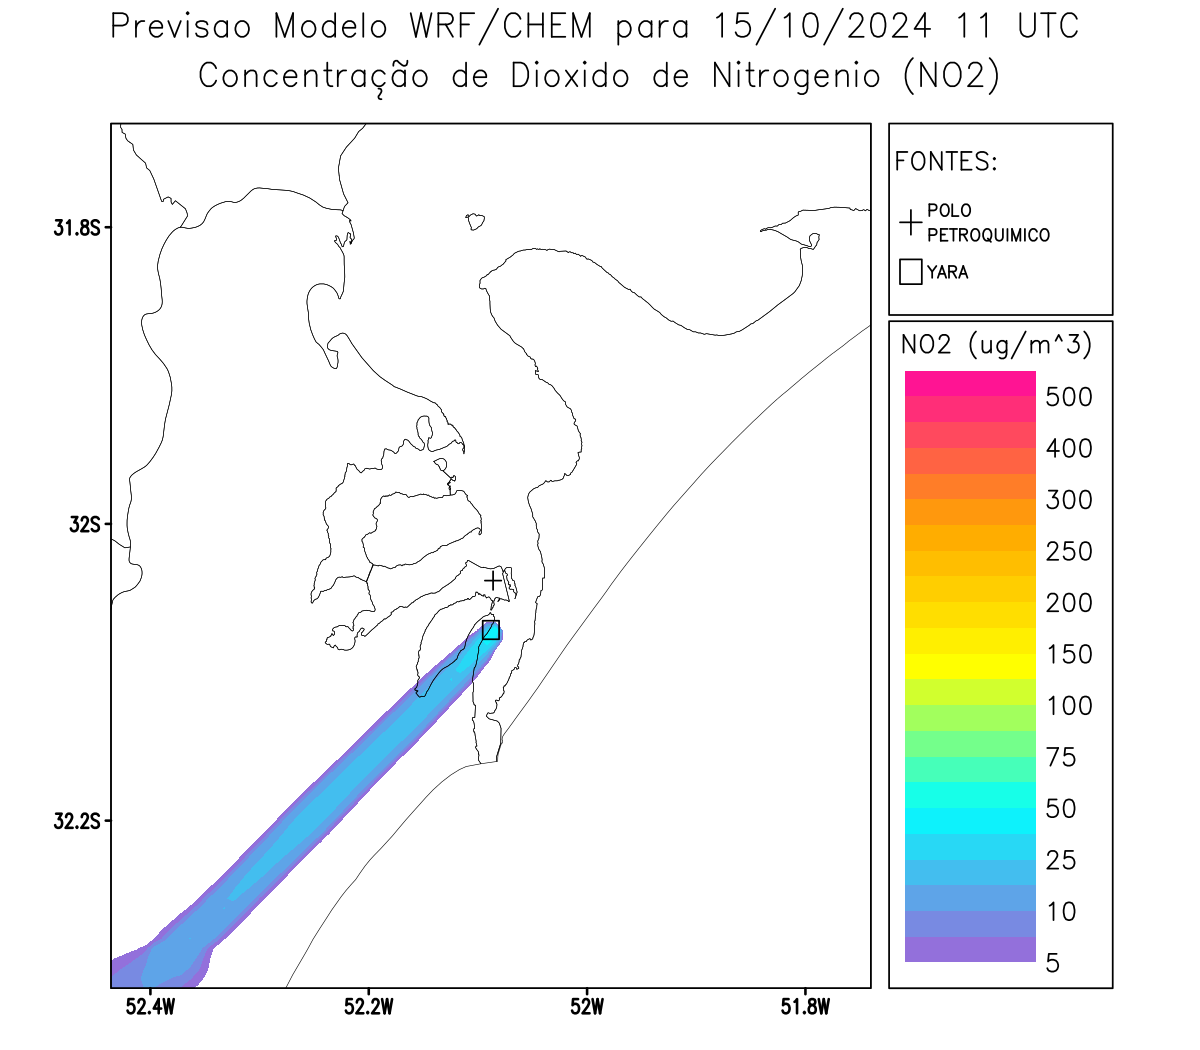 Previsao Modelo WRF/CHEM para 15/10/2024 11 UTC
Concentração de Dioxido de Nitrogenio (NO2)
FONTES:
POLO
PETROQUIMICO
YARA
NO2 (ug/m^3)
500
400
300
250
200
150
100
75
50
25
10
5
31.8S
32S
32.2S
52.4W
52.2W
52W
51.8W